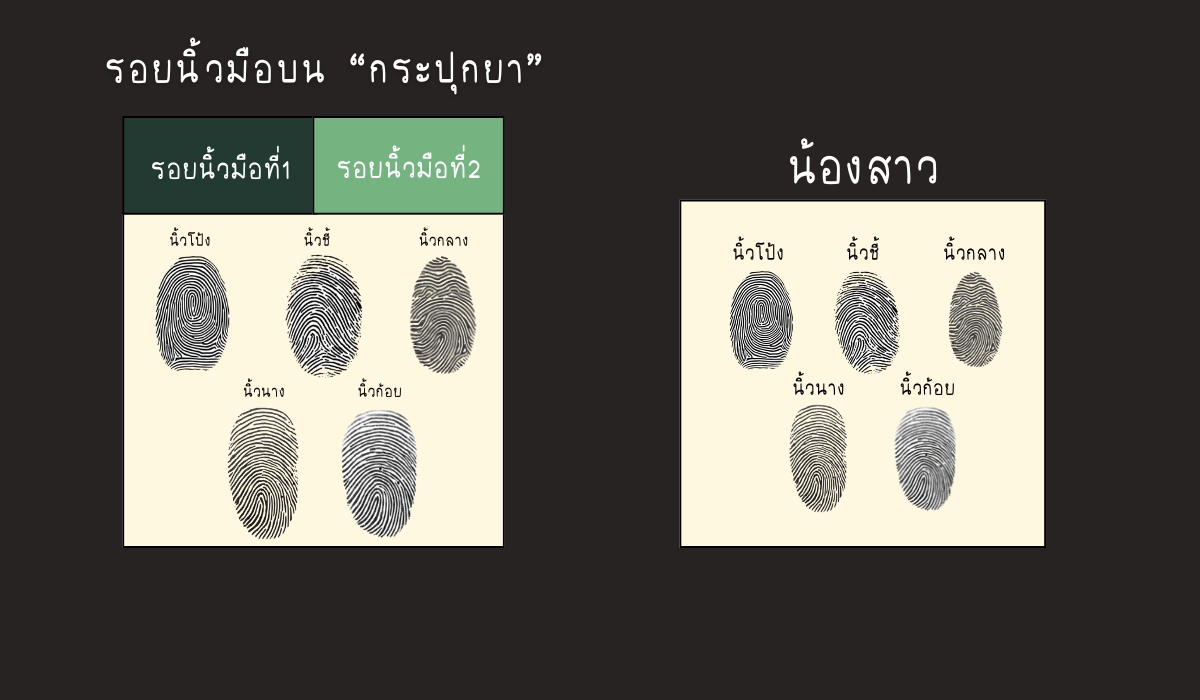 รอยนิ้วมือบน “กระปุกยา”
รอยนิ้วมือที่1
รอยนิ้วมือที่2
นิ้วโป้ง นิ้วชี้ นิ้วกลาง
นิ้วนาง นิ้วก้อย
น้องสาว
นิ้วโป้ง นิ้วชี้ นิ้วกลาง
นิ้วนาง นิ้วก้อย